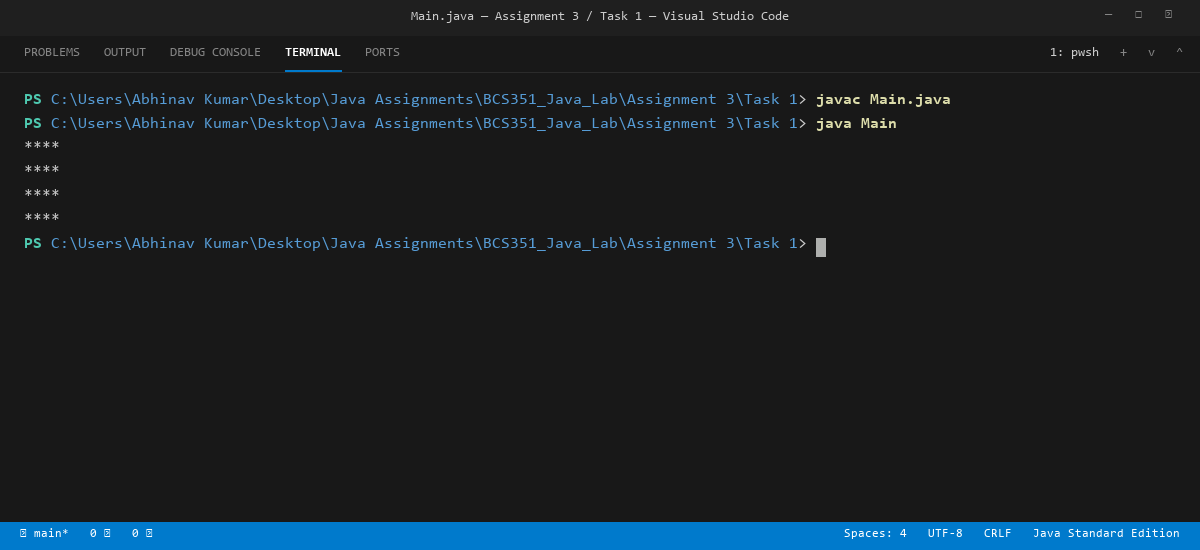 Main.java — Assignment 3 / Task 1 — Visual Studio Code
PROBLEMS OUTPUT DEBUG CONSOLE TERMINAL PORTS 1: pwsh + v ^
PS C:\Users\Abhinav Kumar\Desktop\Java Assignments\BCS351_Java_Lab\Assignment 3\Task 1> javac Main.java
PS C:\Users\Abhinav Kumar\Desktop\Java Assignments\BCS351_Java_Lab\Assignment 3\Task 1> java Main
****
****
****
****
PS C:\Users\Abhinav Kumar\Desktop\Java Assignments\BCS351_Java_Lab\Assignment 3\Task 1>
main* 0 0 Spaces: 4 UTF-8 CRLF Java Standard Edition